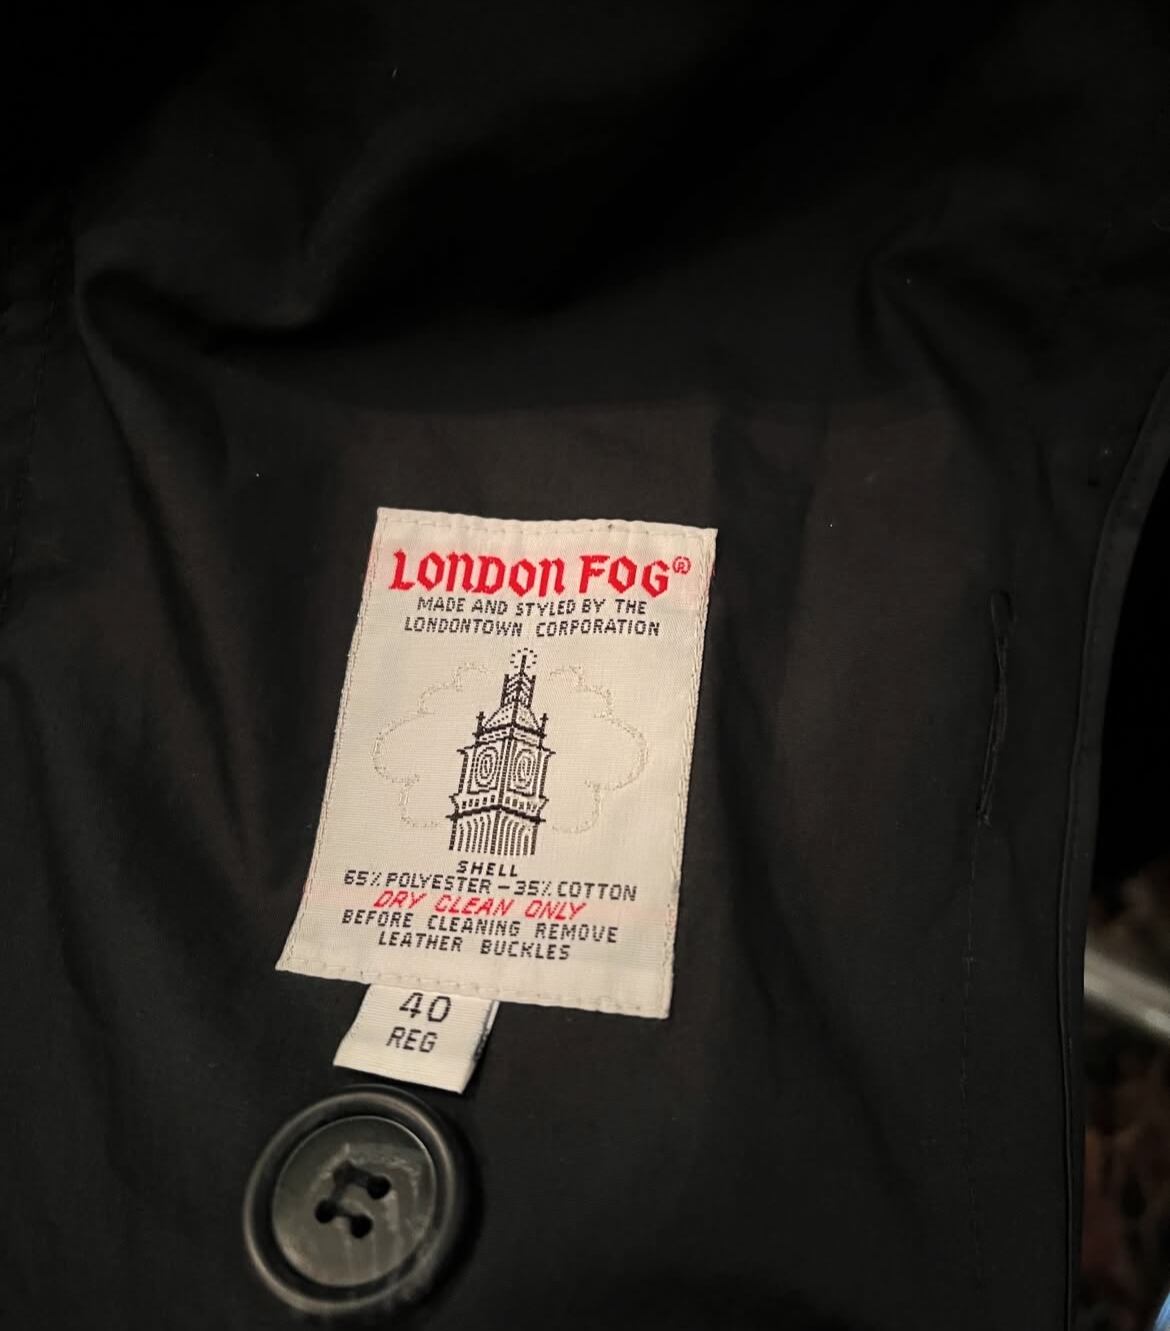 LONDON FOG®
MADE AND STYLED BY THE
LONDONTOWN CORPORATION
SHELL
65% POLYESTER - 35% COTTON
DRY CLEAN ONLY
BEFORE CLEANING REMOVE
LEATHER BUCKLES
40
REG